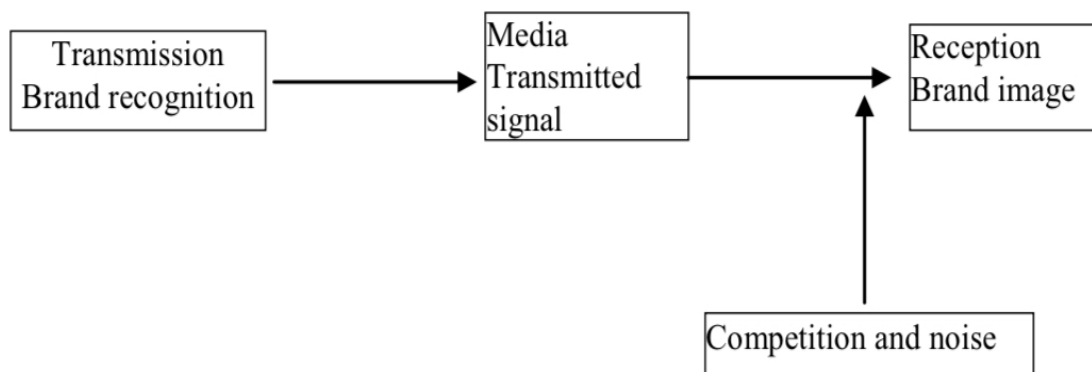 Transmission
Brand recognition
Media
Transmitted
signal
Reception
Brand image
Competition and noise